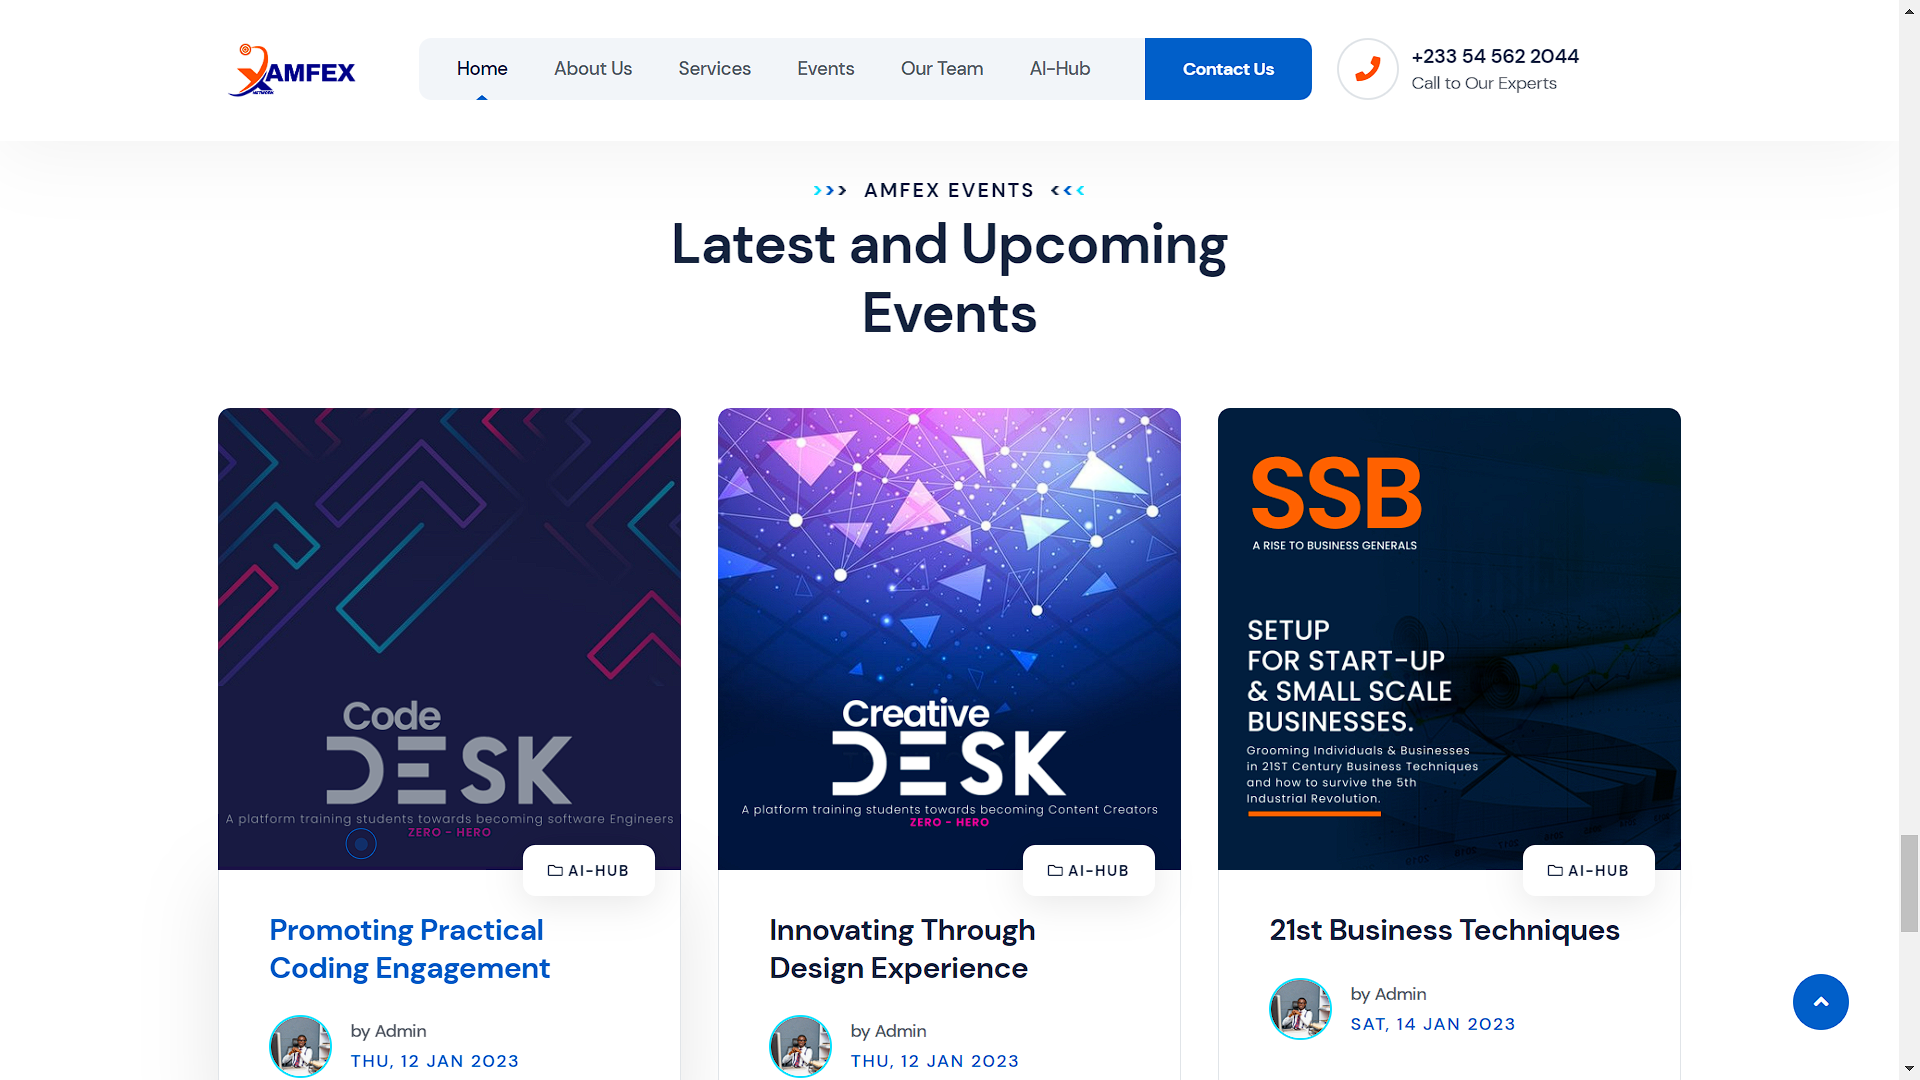 AMFEX
NETWORK
Home
About Us
Services
Events
Our Team
AI-Hub
Contact Us
+233 54 562 2044
Call to Our Experts
AMFEX EVENTS
Latest and Upcoming
Events
Code
DESK
A platform training students towards becoming software Engineers
ZERO - HERO
AI-HUB
Promoting Practical
Coding Engagement
by Admin
THU, 12 JAN 2023
Creative
DESK
A platform training students towards becoming Content Creators
ZERO - HERO
AI-HUB
Innovating Through
Design Experience
by Admin
THU, 12 JAN 2023
SSB
A RISE TO BUSINESS GENERALS
SETUP
FOR START-UP
& SMALL SCALE
BUSINESSES.
Grooming Individuals & Businesses
in 21ST Century Business Techniques
and how to survive the 5th
Industrial Revolution.
AI-HUB
21st Business Techniques
by Admin
SAT, 14 JAN 2023